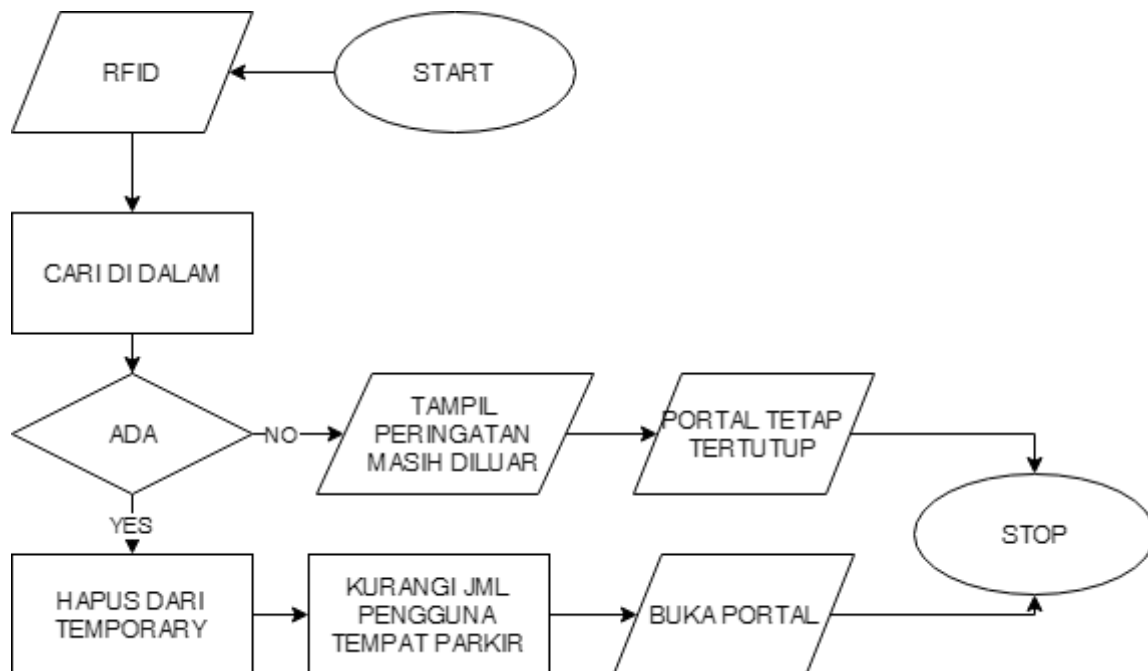 RFID
START
CARI DI DALAM
ADA
NO
TAMPIL
PERINGATAN
MASIH DILUAR
PORTAL TETAP
TERTUTUP
STOP
YES
HAPUS DARI
TEMPORARY
KURANGI JML
PENGGUNA
TEMPAT PARKIR
BUKA PORTAL